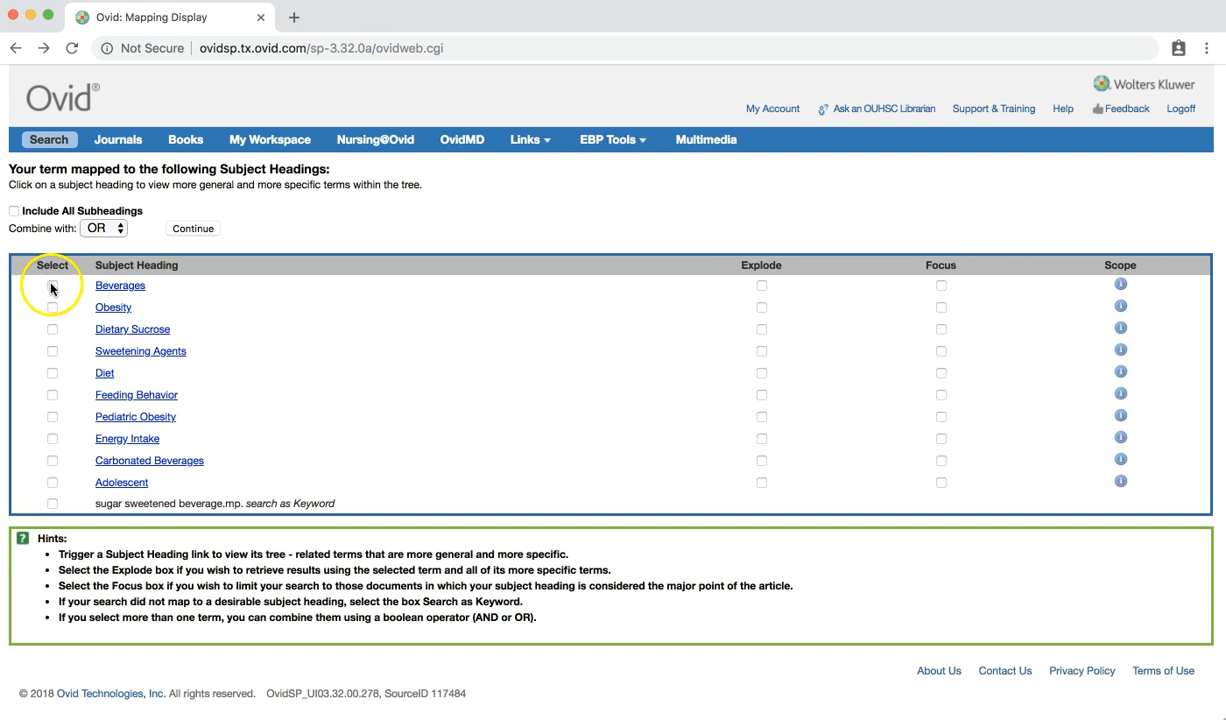 Ovid: Mapping Display
Not Secure ovidsp.tx.ovid.com/sp-3.32.0a/ovidweb.cgi
Ovid®
Wolters Kluwer
My Account Ask an OUHSC Librarian Support & Training Help Feedback Logoff
Search Journals Books My Workspace Nursing@Ovid OvidMD Links EBP Tools Multimedia
Your term mapped to the following Subject Headings:
Click on a subject heading to view more general and more specific terms within the tree.
Include All Subheadings
Combine with: OR Continue
Select Subject Heading Explode Focus Scope
Beverages
Obesity
Dietary Sucrose
Sweetening Agents
Diet
Feeding Behavior
Pediatric Obesity
Energy Intake
Carbonated Beverages
Adolescent
sugar sweetened beverage.mp. search as Keyword
? Hints:
• Trigger a Subject Heading link to view its tree - related terms that are more general and more specific.
• Select the Explode box if you wish to retrieve results using the selected term and all of its more specific terms.
• Select the Focus box if you wish to limit your search to those documents in which your subject heading is considered the major point of the article.
• If your search did not map to a desirable subject heading, select the box Search as Keyword.
• If you select more than one term, you can combine them using a boolean operator (AND or OR).
About Us Contact Us Privacy Policy Terms of Use
© 2018 Ovid Technologies, Inc. All rights reserved. OvidSP_UI03.32.00.278, SourceID 117484